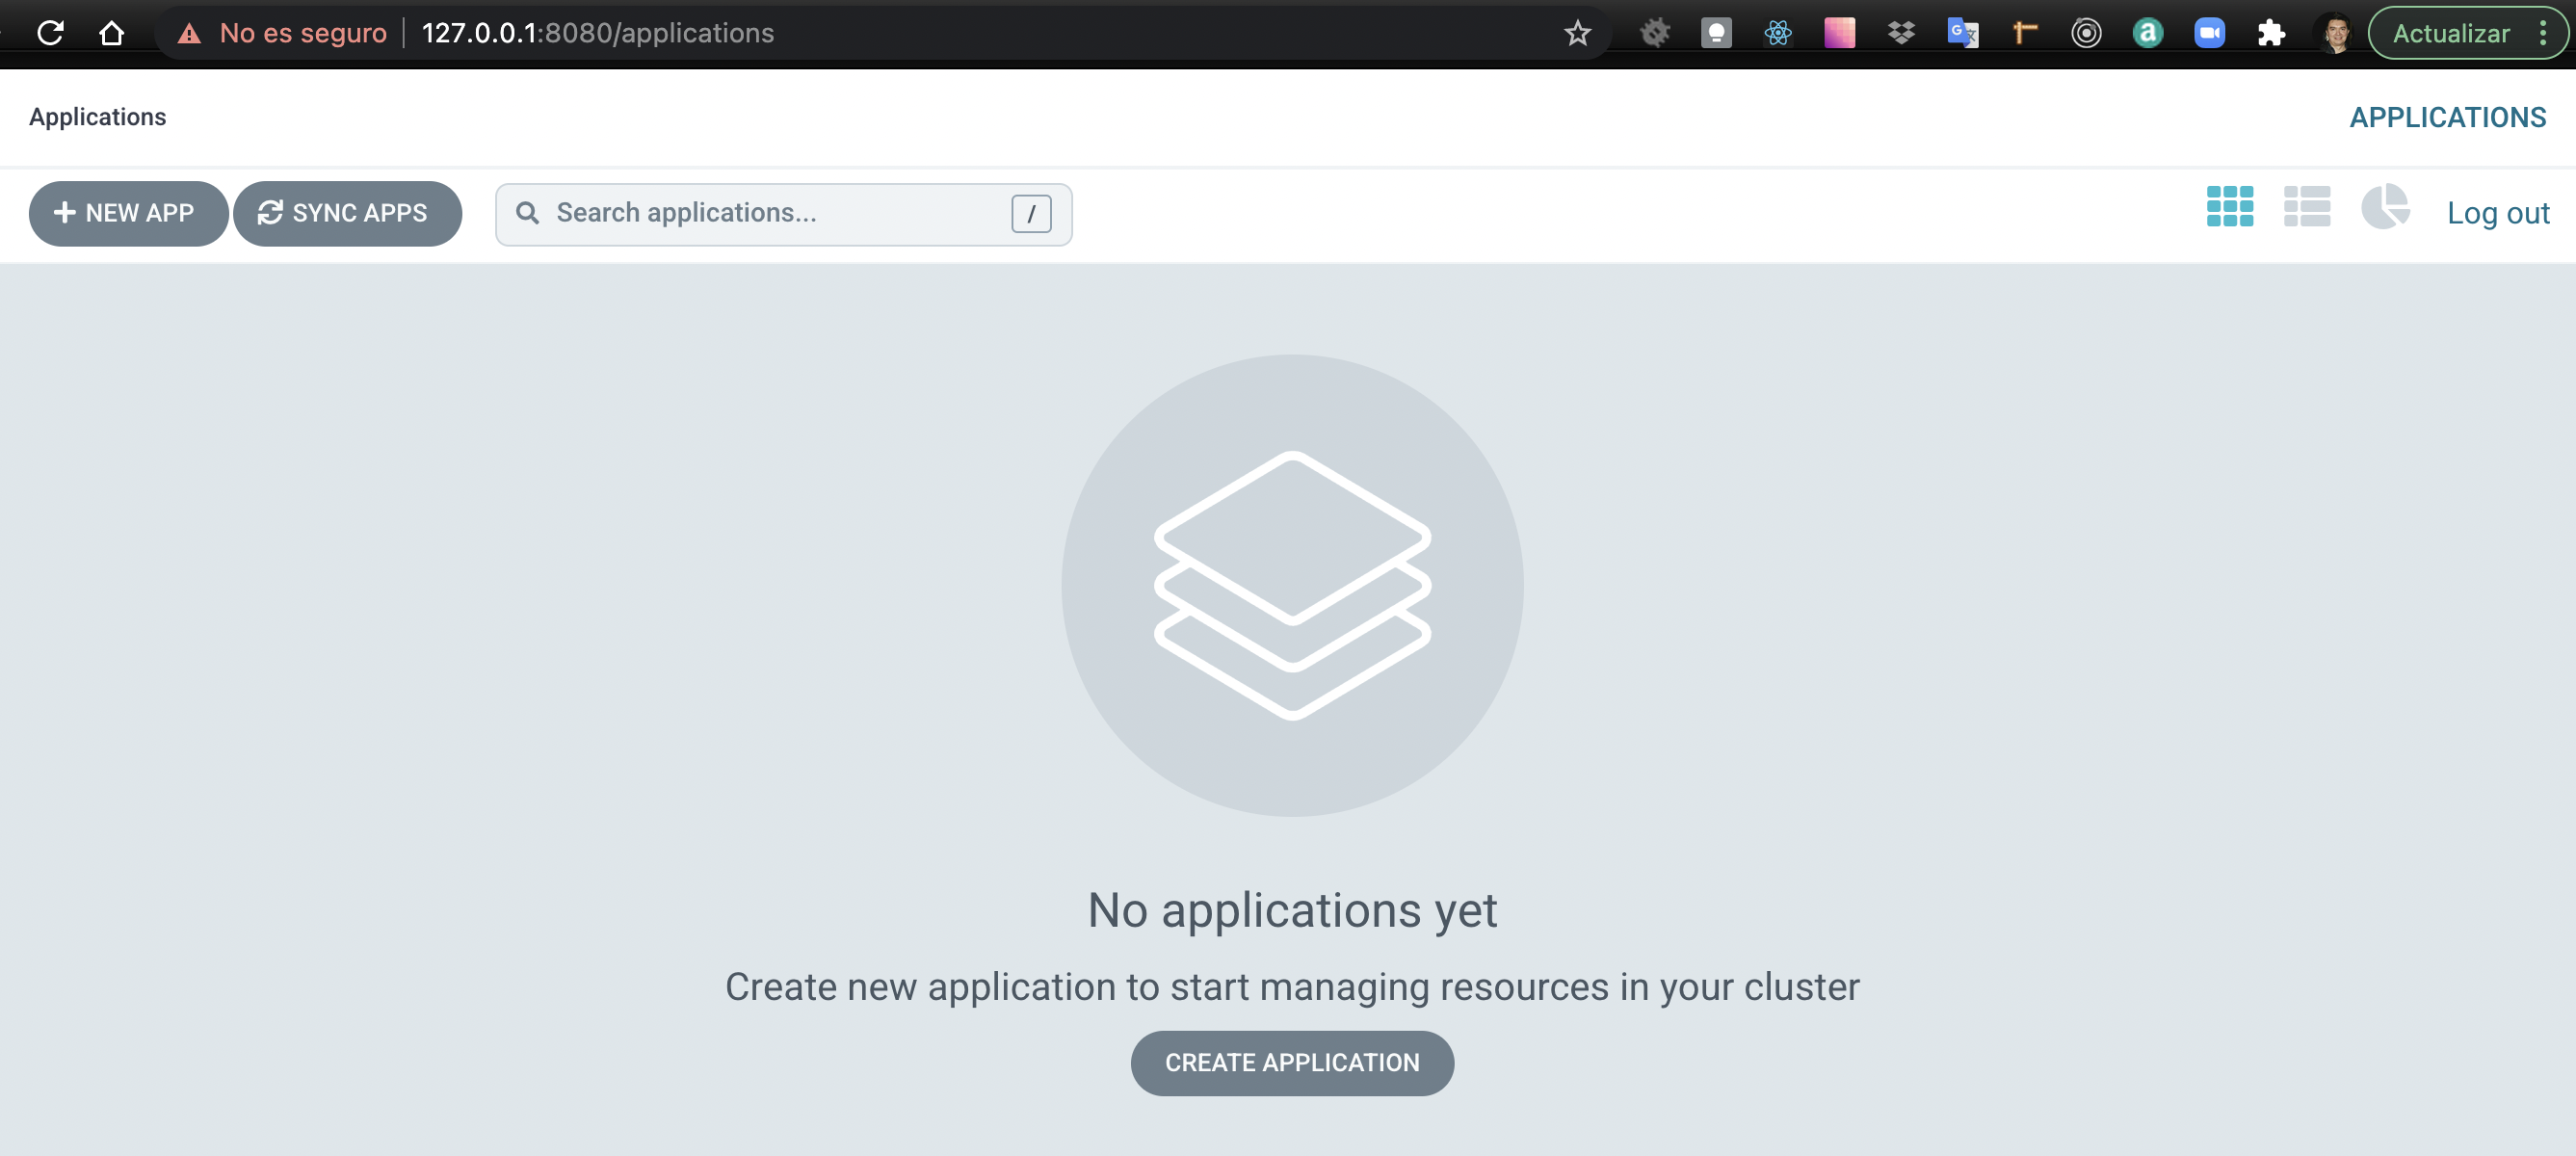 No es seguro 127.0.0.1:8080/applications Actualizar
Applications APPLICATIONS
NEW APP SYNC APPS Search applications... / Log out
No applications yet
Create new application to start managing resources in your cluster
CREATE APPLICATION